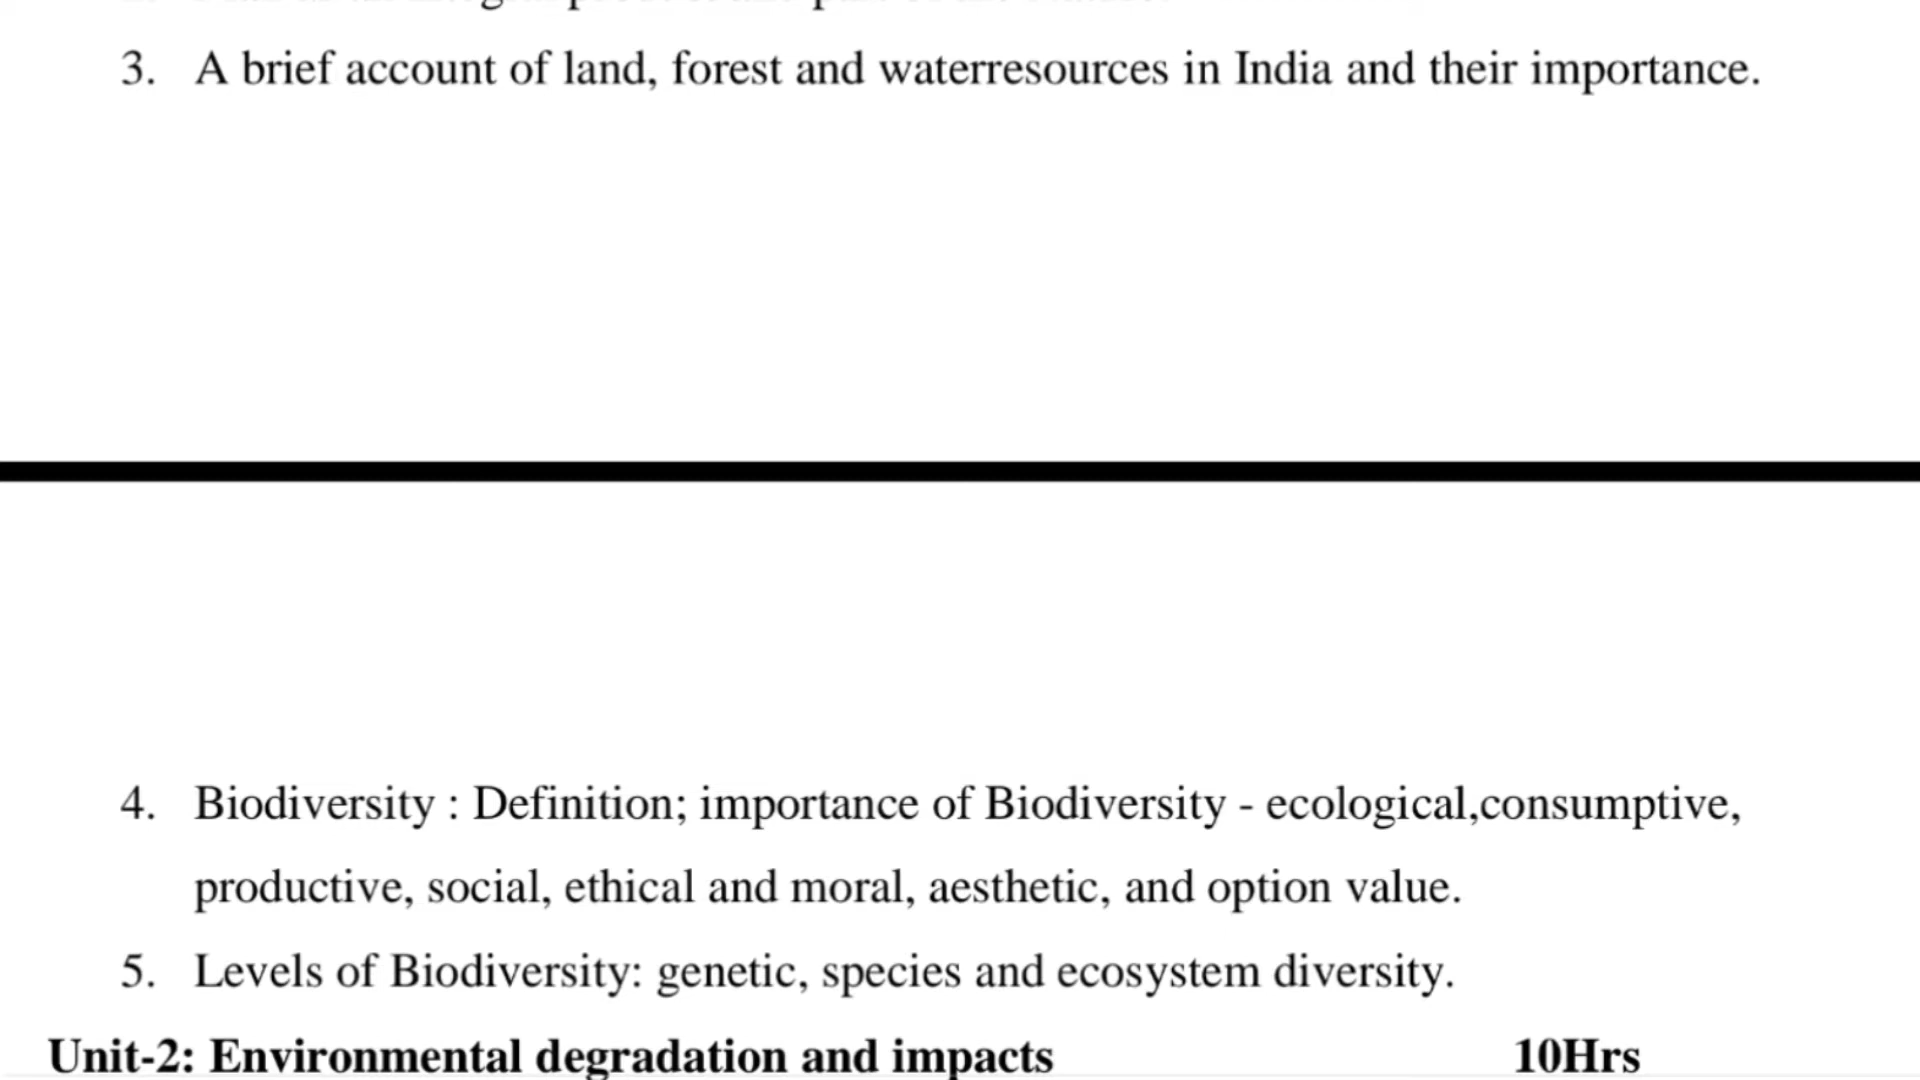 3. A brief account of land, forest and waterresources in India and their importance.
4. Biodiversity : Definition; importance of Biodiversity - ecological,consumptive,
productive, social, ethical and moral, aesthetic, and option value.
5. Levels of Biodiversity: genetic, species and ecosystem diversity.
Unit-2: Environmental degradation and impacts 10Hrs